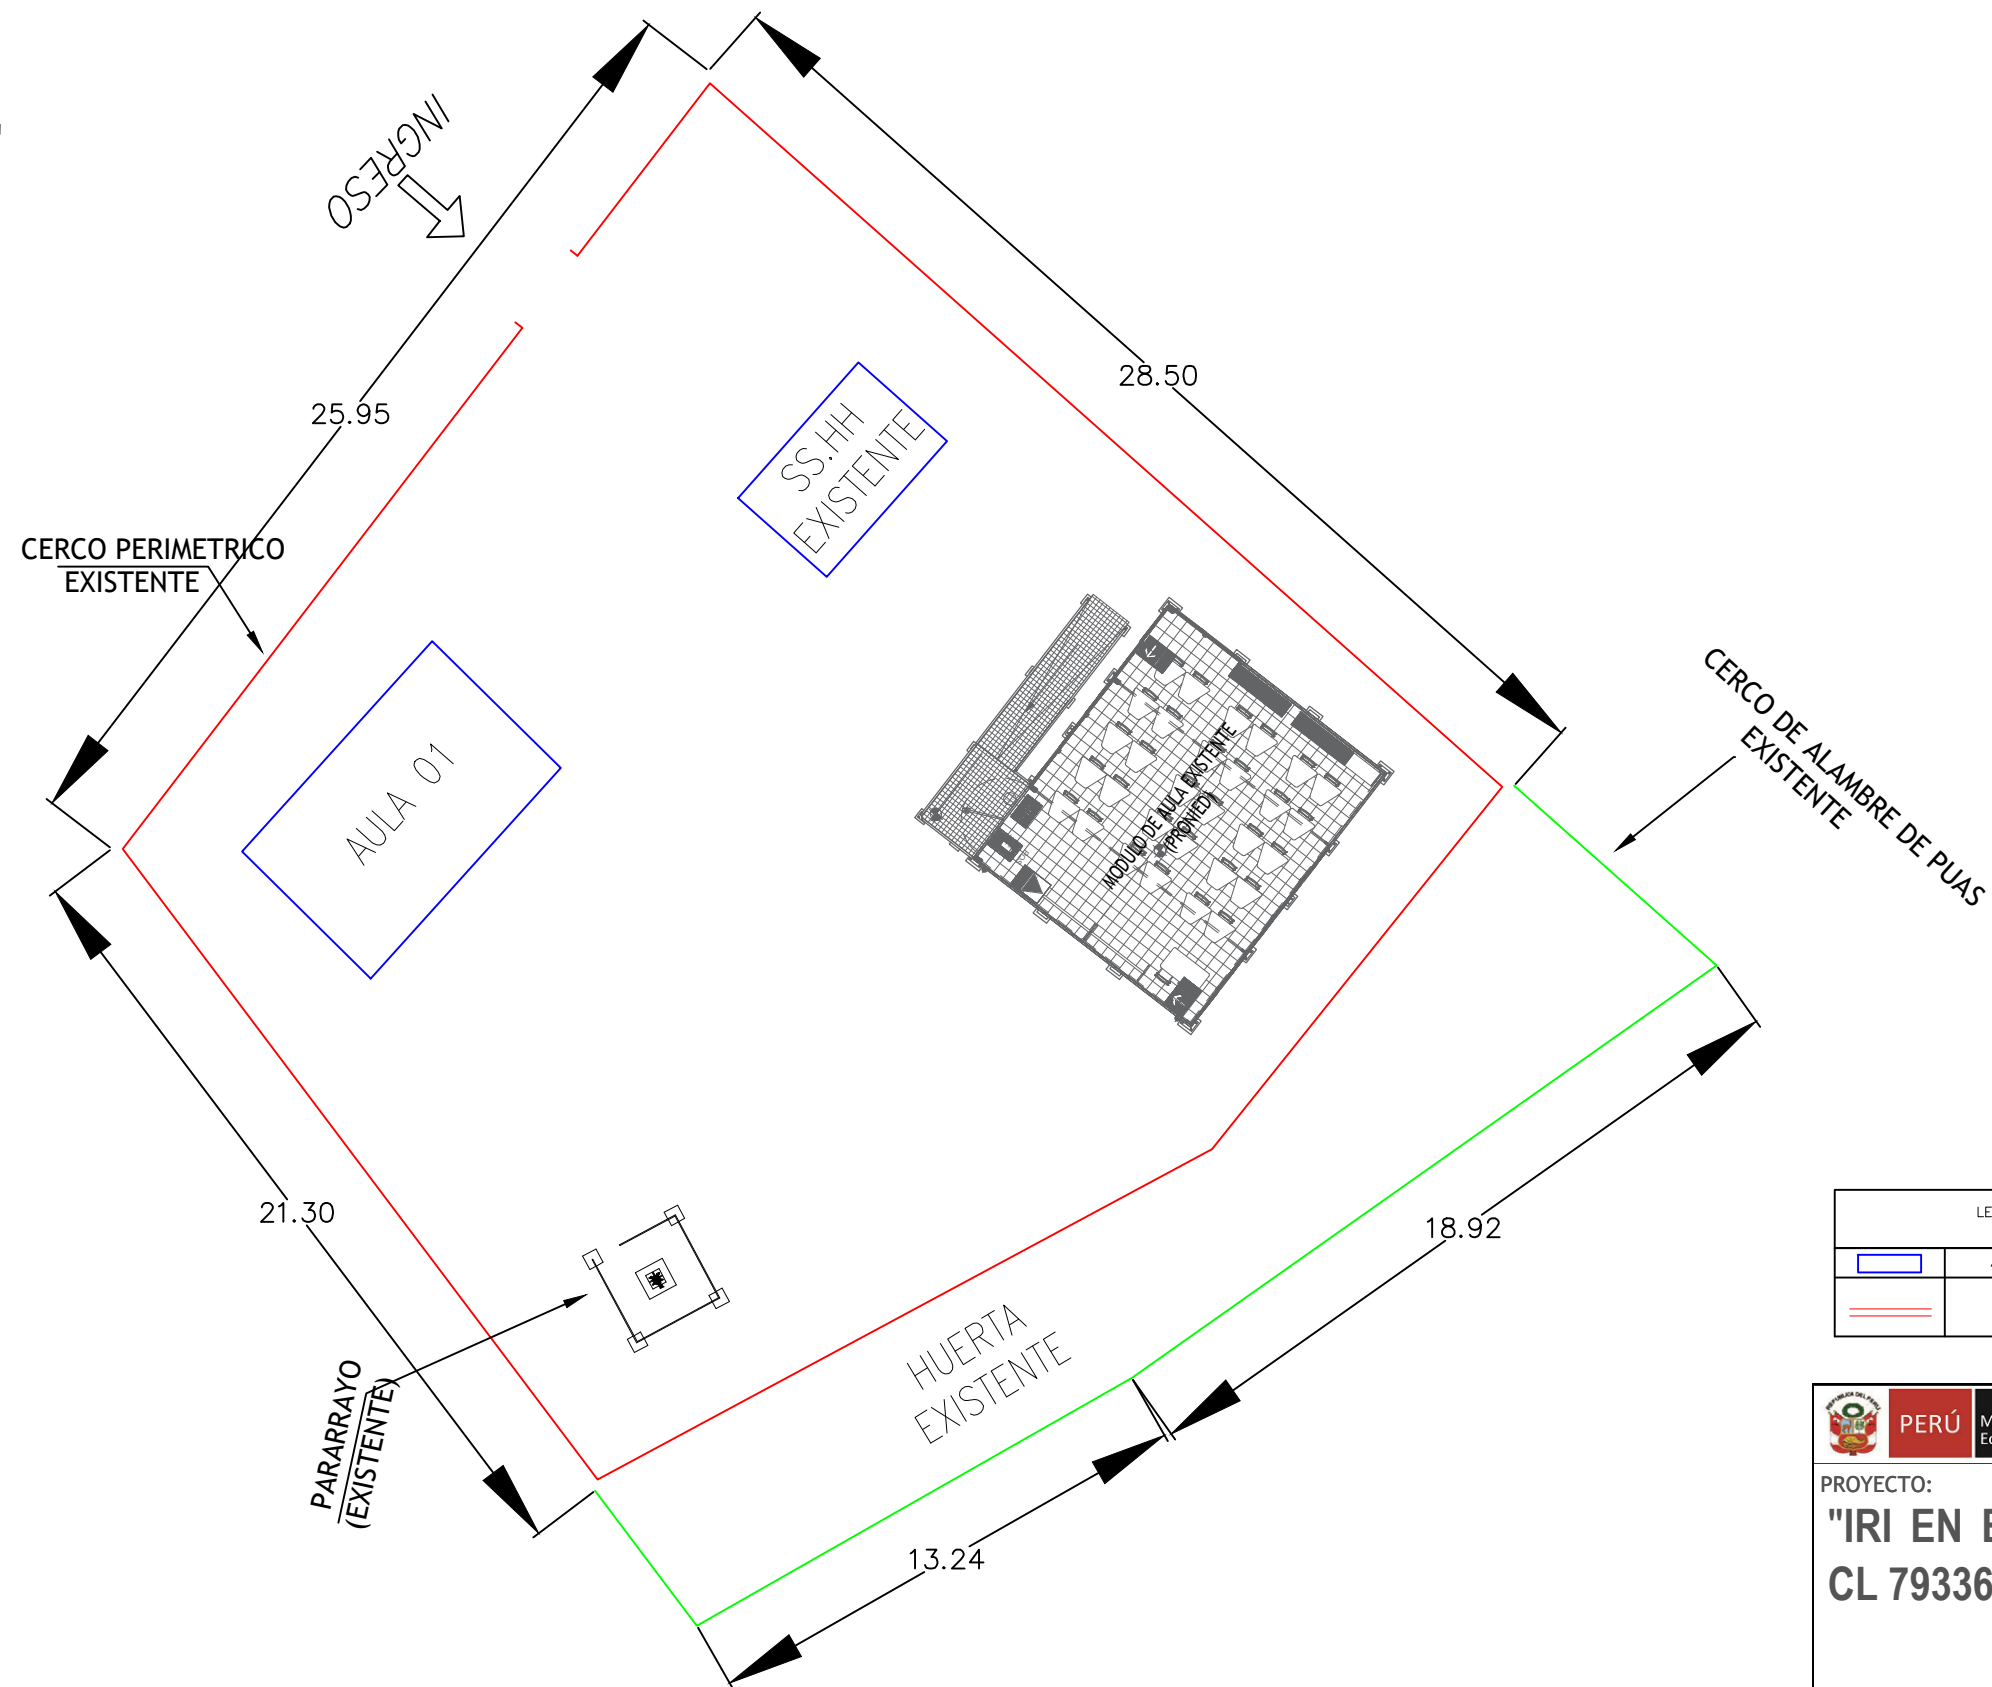 INGRESO
28.50
25.95
SS.HH
EXISTENTE
CERCO PERIMETRICO
EXISTENTE
CERCO DE ALAMBRE DE PUAS
EXISTENTE
AULA 01
MODULO DE AULA EXISTENTE
(PRONIED)
21.30
18.92
HUERTA
EXISTENTE
PARARRAYO
(EXISTENTE)
13.24
LE
PERÚ
PROYECTO:
"IRI EN
CL 79336